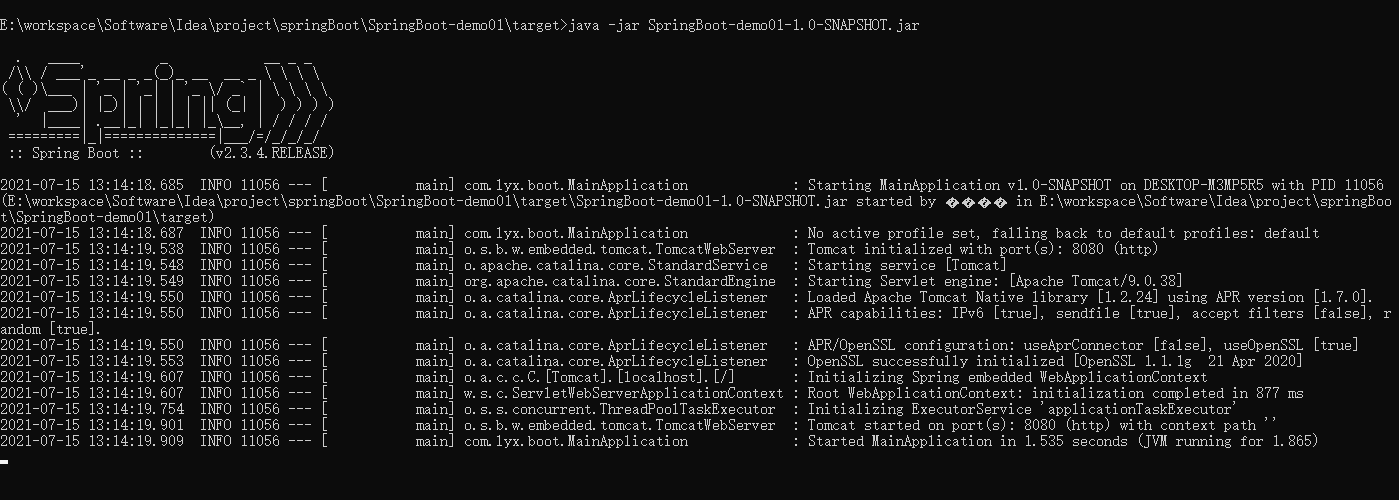 E:\workspace\Software\Idea\project\springBoot\SpringBoot-demo01\target>java -jar SpringBoot-demo01-1.0-SNAPSHOT.jar
  .   ____          _            __ _ _
 /\\ / ___'_ __ _ _(_)_ __  __ _ \ \ \ \
( ( )\___ | '_ | '_| | '_ \/ _` | \ \ \ \
 \\/  ___)| |_)| | | | | || (_| |  ) ) ) )
  '  |____| .__|_| |_|_| |_\__, | / / / /
 =========|_|==============|___/=/_/_/_/
 :: Spring Boot ::        (v2.3.4.RELEASE)
2021-07-15 13:14:18.685  INFO 11056 --- [           main] com.lyx.boot.MainApplication             : Starting MainApplication v1.0-SNAPSHOT on DESKTOP-M3MP5R5 with PID 11056
(E:\workspace\Software\Idea\project\springBoot\SpringBoot-demo01\target\SpringBoot-demo01-1.0-SNAPSHOT.jar started by ���� in E:\workspace\Software\Idea\project\springBoo
t\SpringBoot-demo01\target)
2021-07-15 13:14:18.687  INFO 11056 --- [           main] com.lyx.boot.MainApplication             : No active profile set, falling back to default profiles: default
2021-07-15 13:14:19.538  INFO 11056 --- [           main] o.s.b.w.embedded.tomcat.TomcatWebServer  : Tomcat initialized with port(s): 8080 (http)
2021-07-15 13:14:19.548  INFO 11056 --- [           main] o.apache.catalina.core.StandardService   : Starting service [Tomcat]
2021-07-15 13:14:19.549  INFO 11056 --- [           main] org.apache.catalina.core.StandardEngine  : Starting Servlet engine: [Apache Tomcat/9.0.38]
2021-07-15 13:14:19.550  INFO 11056 --- [           main] o.a.catalina.core.AprLifecycleListener   : Loaded Apache Tomcat Native library [1.2.24] using APR version [1.7.0].
2021-07-15 13:14:19.550  INFO 11056 --- [           main] o.a.catalina.core.AprLifecycleListener   : APR capabilities: IPv6 [true], sendfile [true], accept filters [false], r
andom [true].
2021-07-15 13:14:19.550  INFO 11056 --- [           main] o.a.catalina.core.AprLifecycleListener   : APR/OpenSSL configuration: useAprConnector [false], useOpenSSL [true]
2021-07-15 13:14:19.553  INFO 11056 --- [           main] o.a.catalina.core.AprLifecycleListener   : OpenSSL successfully initialized [OpenSSL 1.1.1g  21 Apr 2020]
2021-07-15 13:14:19.607  INFO 11056 --- [           main] o.a.c.c.C.[Tomcat].[localhost].[/]       : Initializing Spring embedded WebApplicationContext
2021-07-15 13:14:19.607  INFO 11056 --- [           main] w.s.c.ServletWebServerApplicationContext : Root WebApplicationContext: initialization completed in 877 ms
2021-07-15 13:14:19.754  INFO 11056 --- [           main] o.s.s.concurrent.ThreadPoolTaskExecutor  : Initializing ExecutorService 'applicationTaskExecutor'
2021-07-15 13:14:19.901  INFO 11056 --- [           main] o.s.b.w.embedded.tomcat.TomcatWebServer  : Tomcat started on port(s): 8080 (http) with context path ''
2021-07-15 13:14:19.909  INFO 11056 --- [           main] com.lyx.boot.MainApplication             : Started MainApplication in 1.535 seconds (JVM running for 1.865)